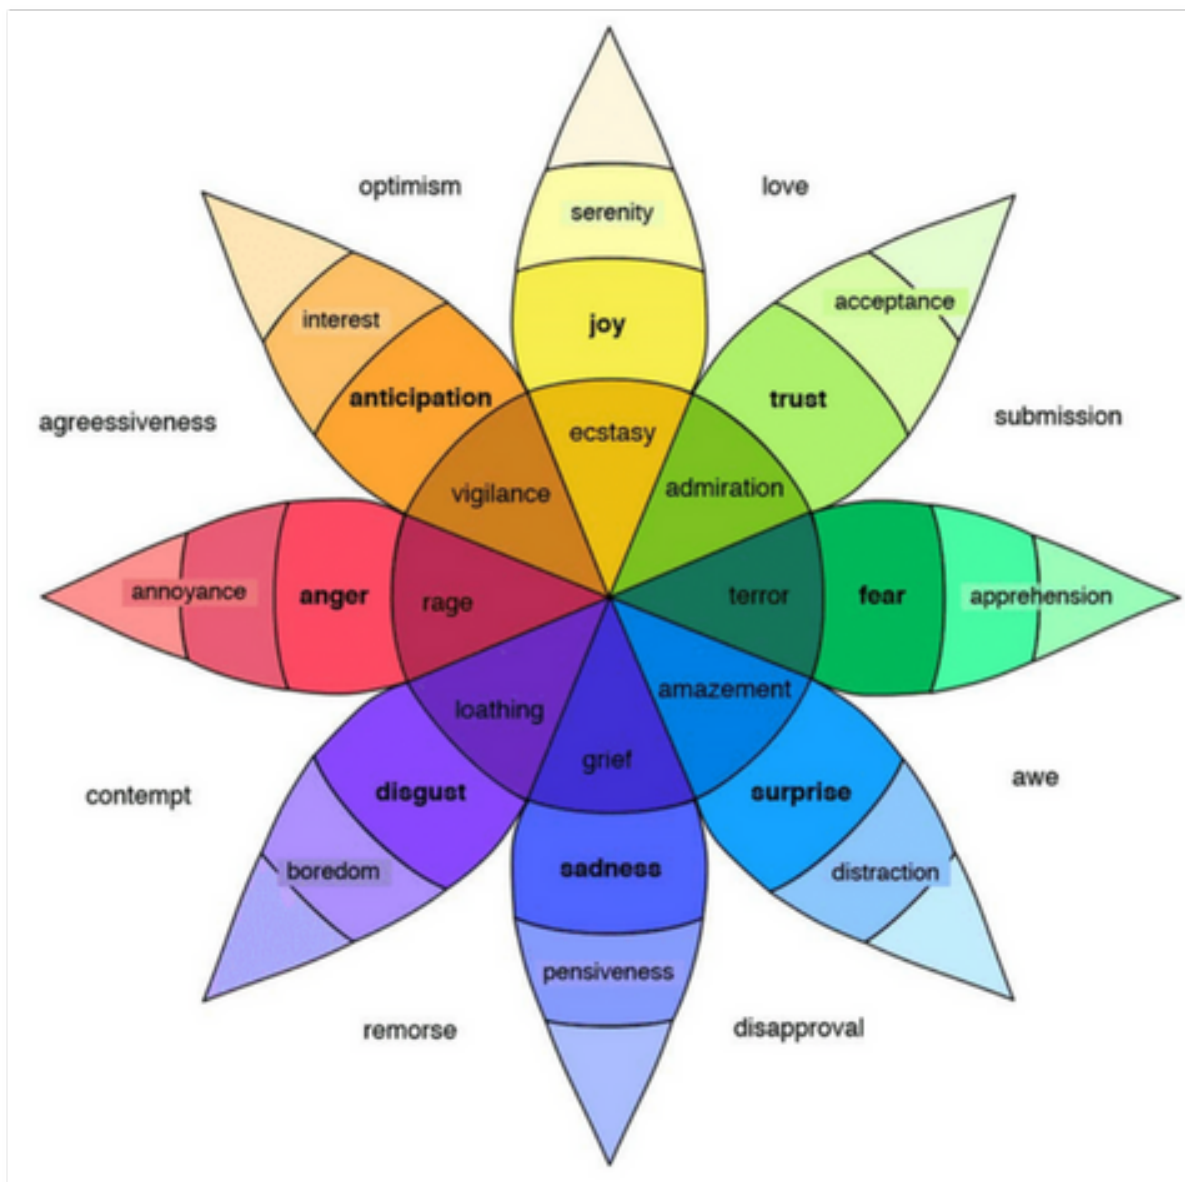 optimism
love
serenity
acceptance
interest
joy
anticipation
trust
agreessiveness
submission
ecstasy
vigilance
admiration
annoyance
anger
rage
terror
fear
apprehension
loathing
amazement
grief
contempt
disgust
surprise
awe
boredom
sadness
distraction
pensiveness
remorse
disapproval